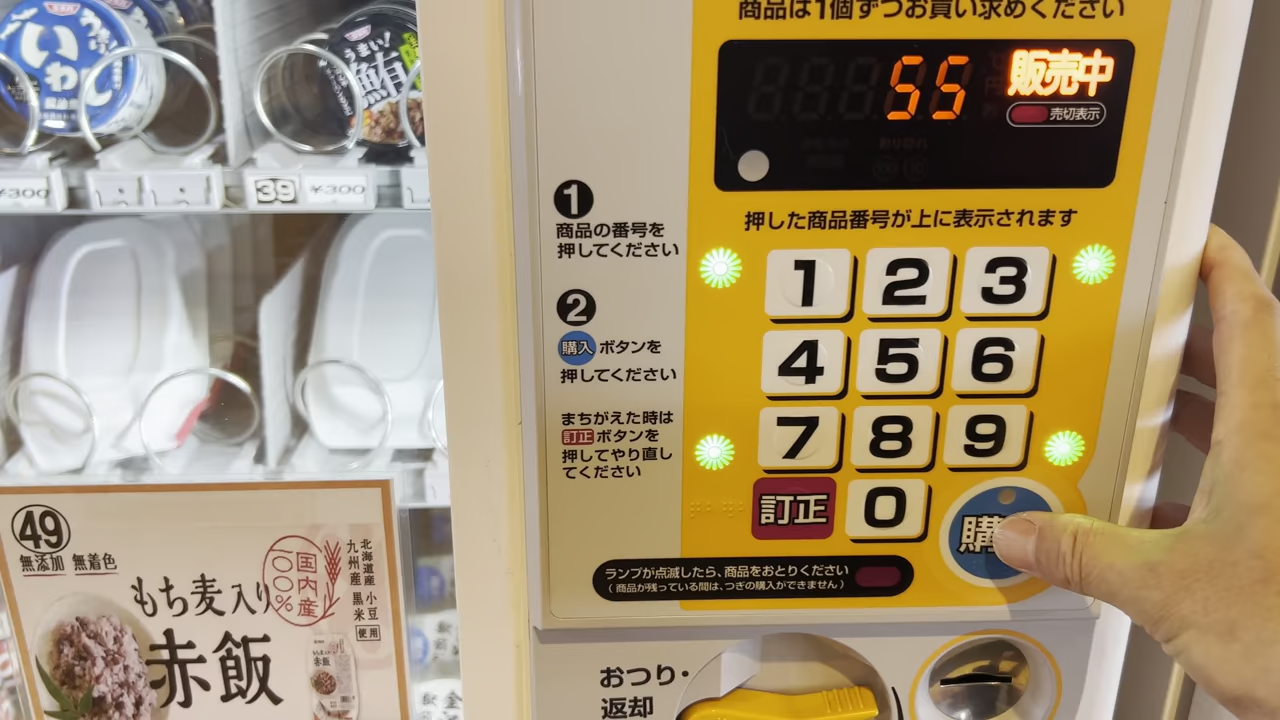 商品は1個ずつお買い求めください
55
販売中
売切表示
押した商品番号が上に表示されます
1
商品の番号を
押してください
2
購入 ボタンを
押してください
まちがえた時は
訂正 ボタンを
押してやり直し
てください
1 2 3
4 5 6
7 8 9
訂正 0 購
ランプが点滅したら、商品をおとりください
(商品が残っている間は、つぎの購入ができません)
おつり・
返却
いわし
うまい!
鮪
¥300
39 ¥300
49
無添加 無着色
もち麦入り
赤飯
国内産
100%
北海道産 小豆
九州産 黒米
使用